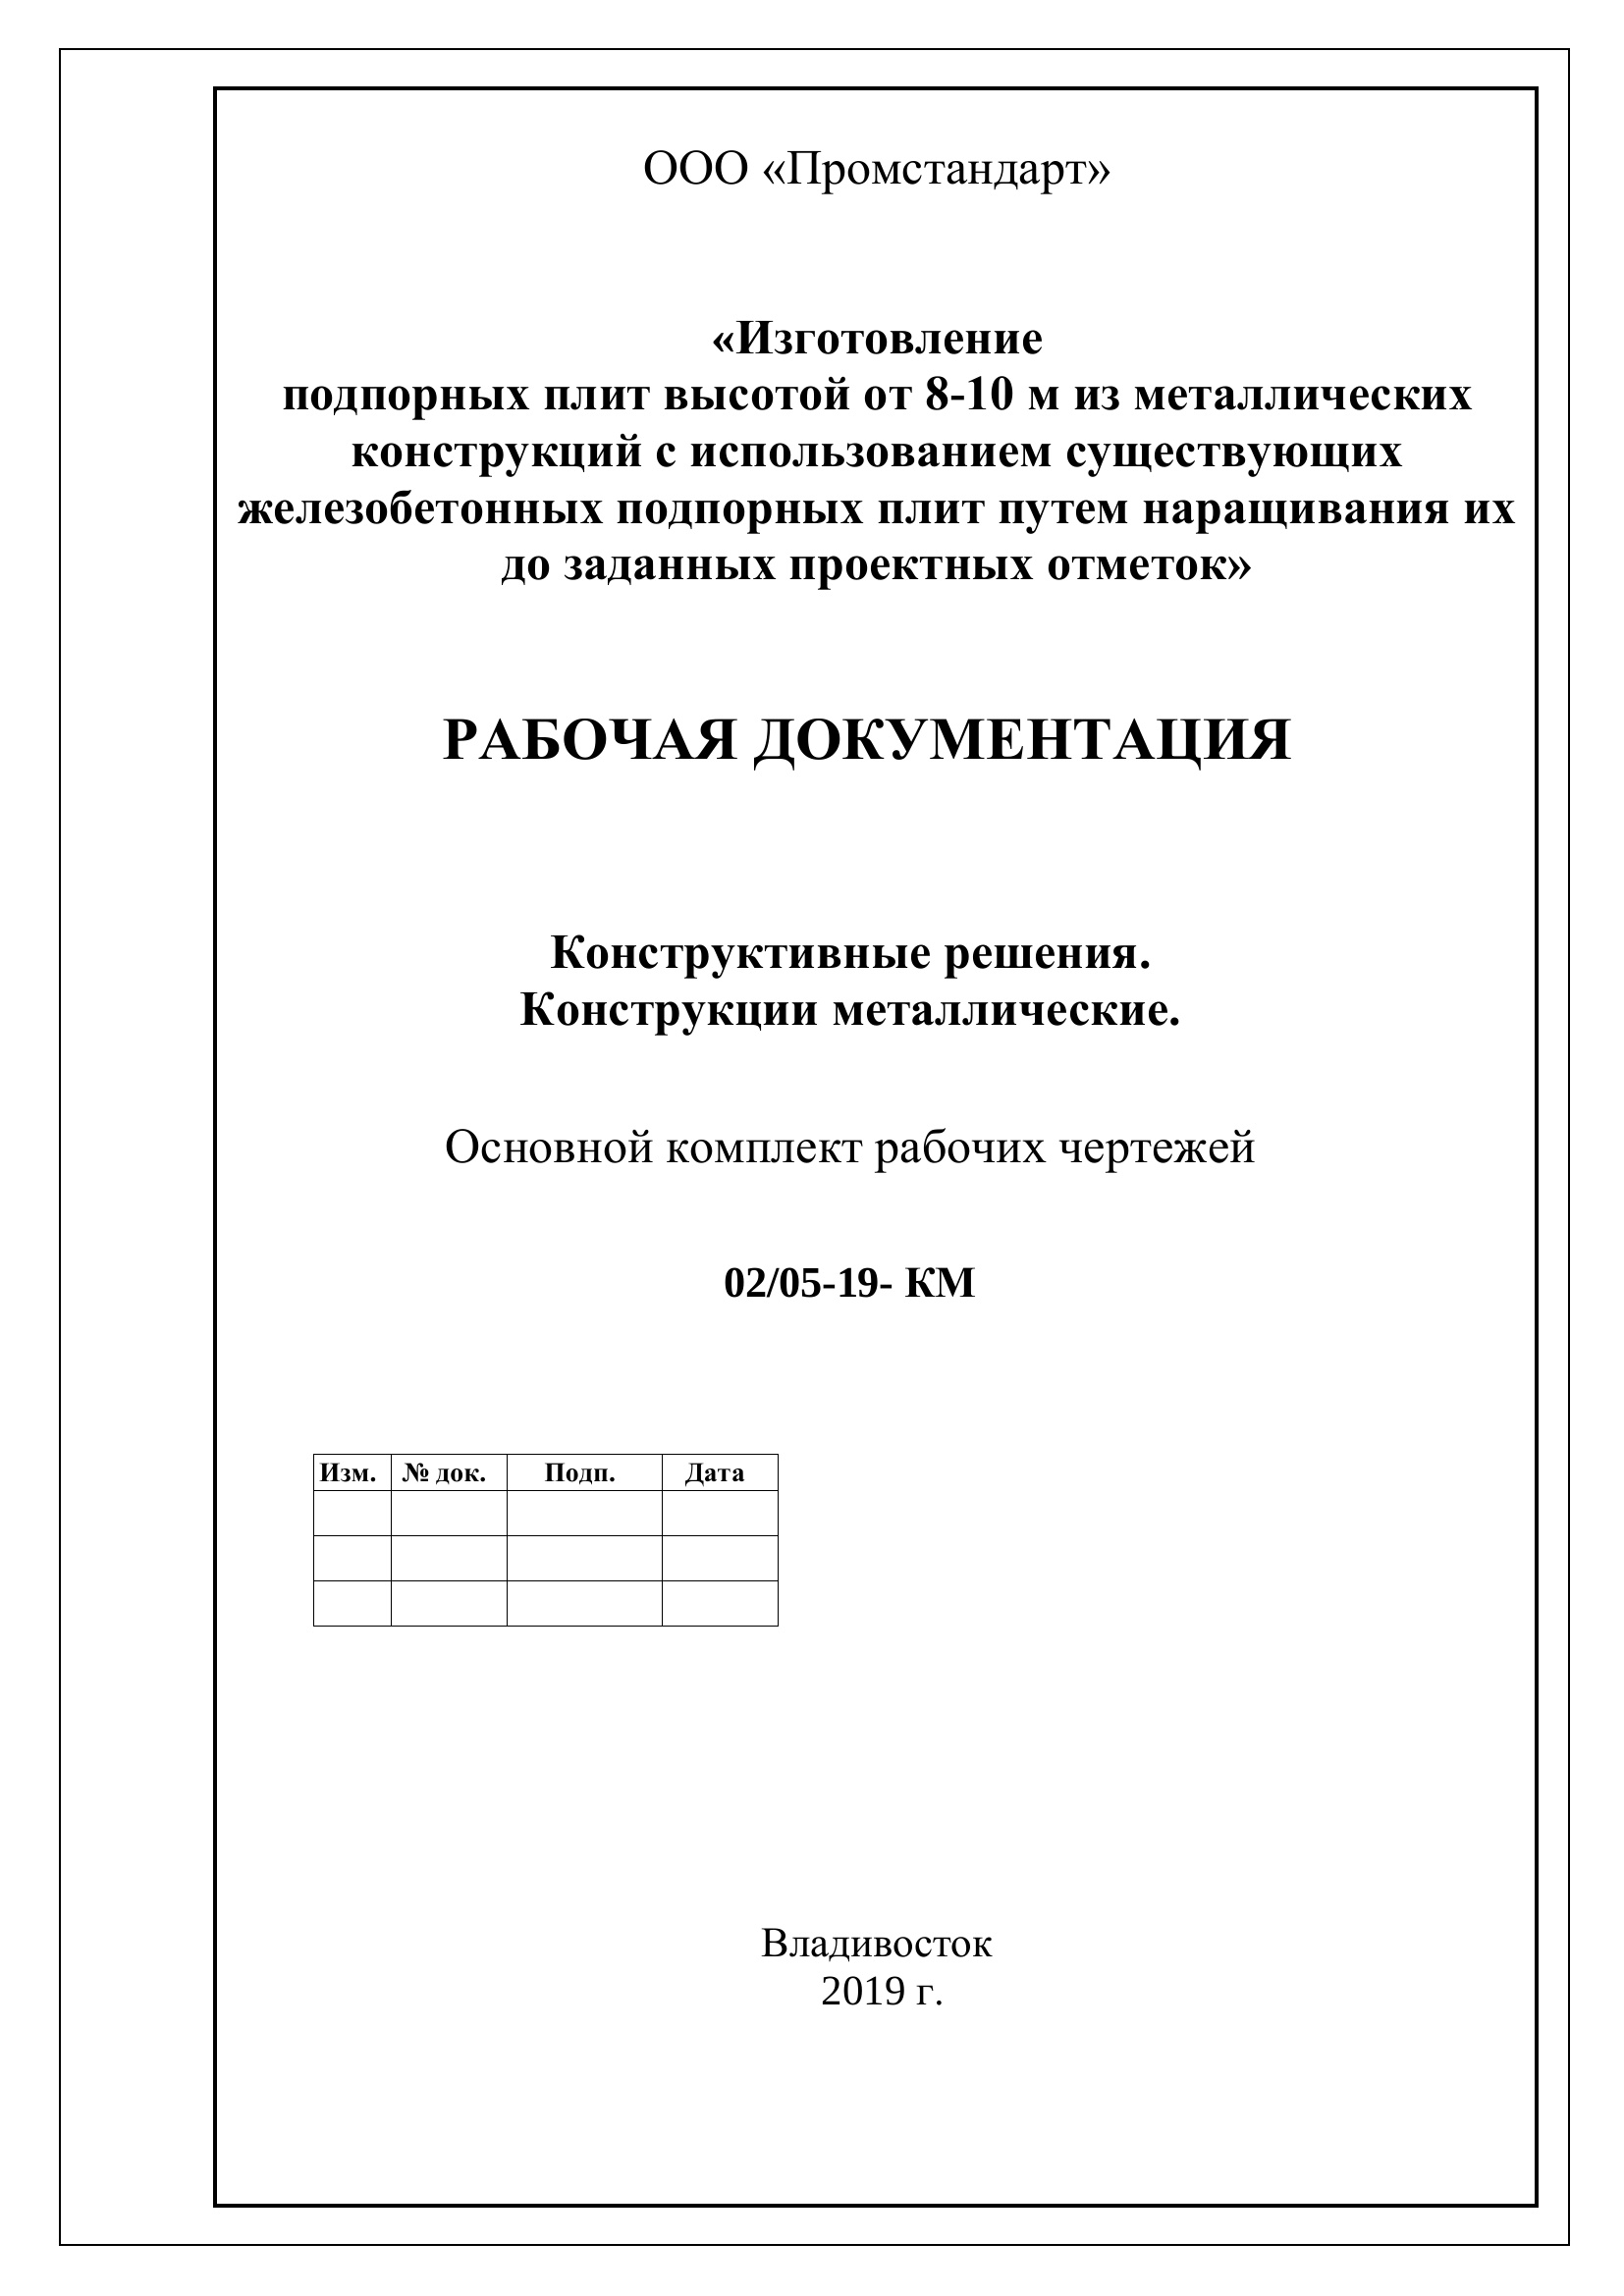 ООО «Промстандарт»
«Изготовление
подпорных плит высотой от 8-10 м из металлических
конструкций с использованием существующих
железобетонных подпорных плит путем наращивания их
до заданных проектных отметок»
РАБОЧАЯ ДОКУМЕНТАЦИЯ
Конструктивные решения.
Конструкции металлические.
Основной комплект рабочих чертежей
02/05-19- КМ
Изм. № док. Подп. Дата
Владивосток
2019 г.